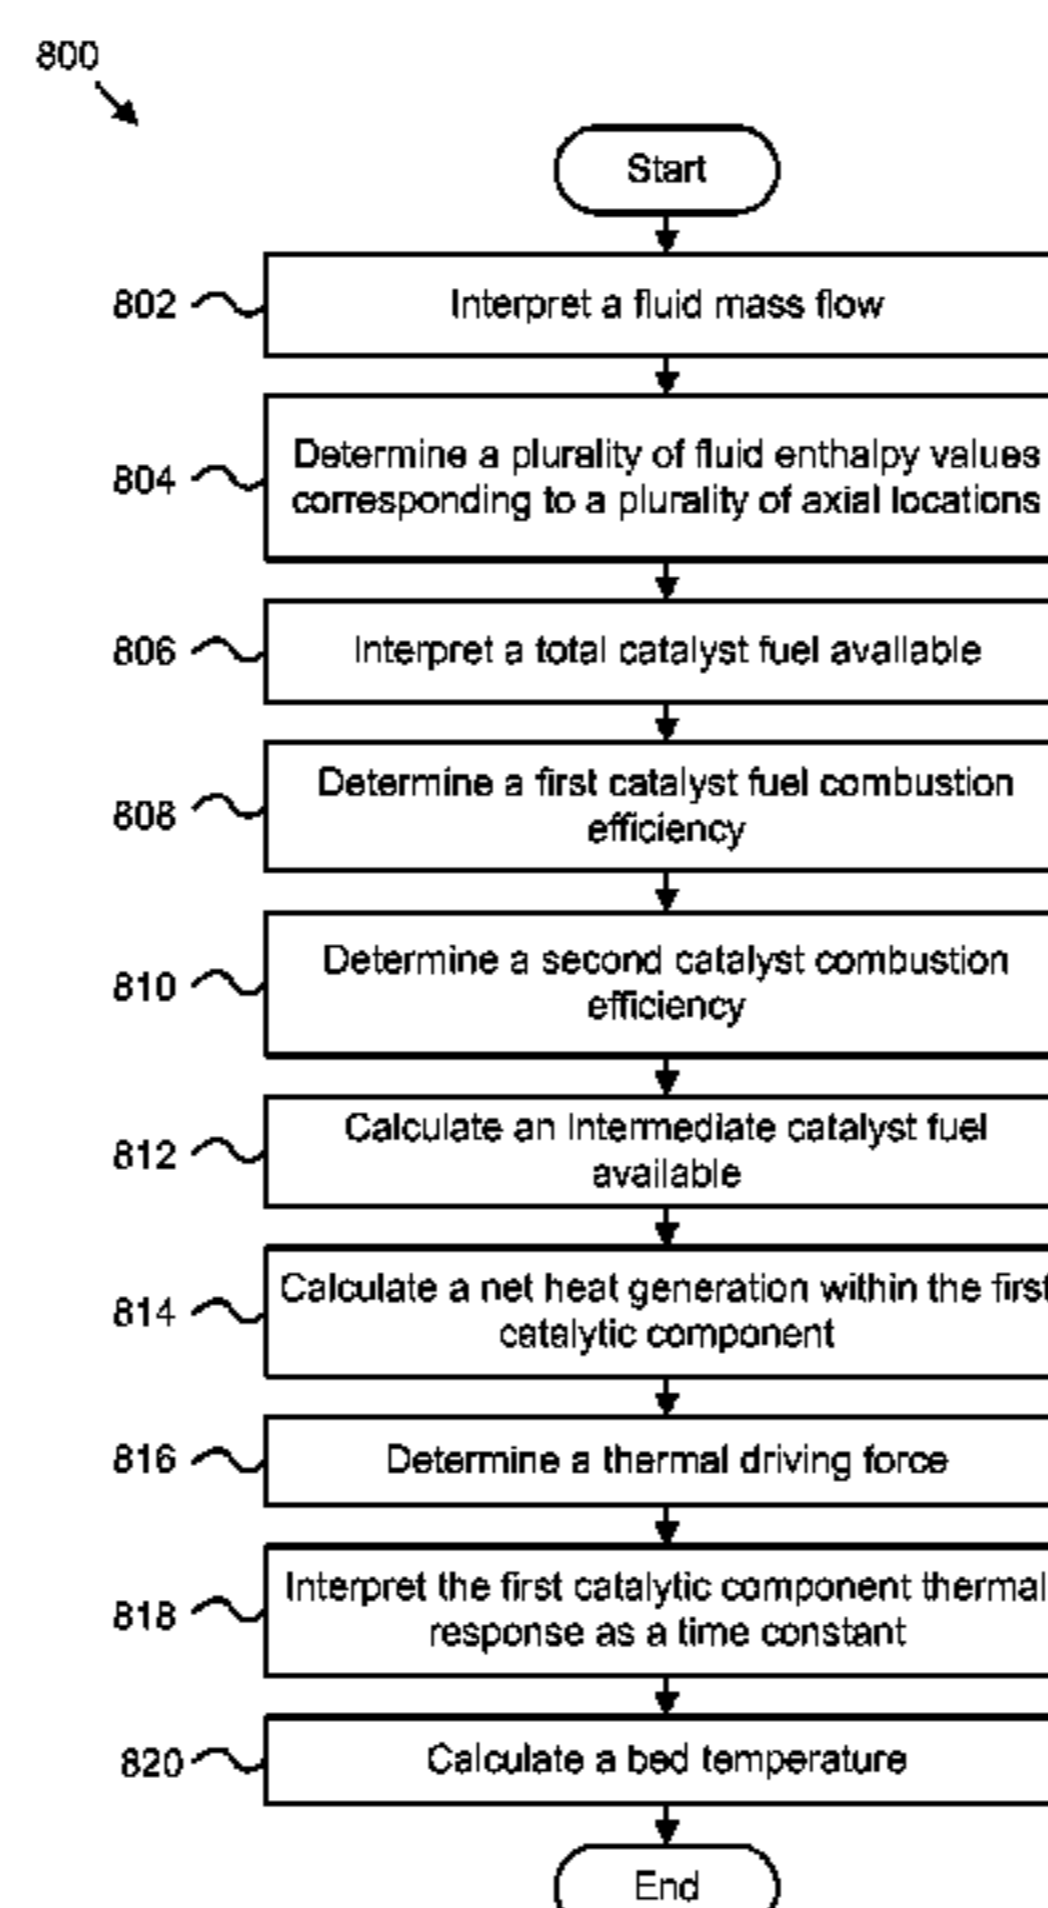 800
Start
802
Interpret a fluid mass flow
804
Determine a plurality of fluid enthalpy values
corresponding to a plurality of axial locations
806
Interpret a total catalyst fuel available
808
Determine a first catalyst fuel combustion
efficiency
810
Determine a second catalyst combustion
efficiency
812
Calculate an intermediate catalyst fuel
available
814
Calculate a net heat generation within the first
catalytic component
816
Determine a thermal driving force
818
Interpret the first catalytic component thermal
response as a time constant
820
Calculate a bed temperature
End